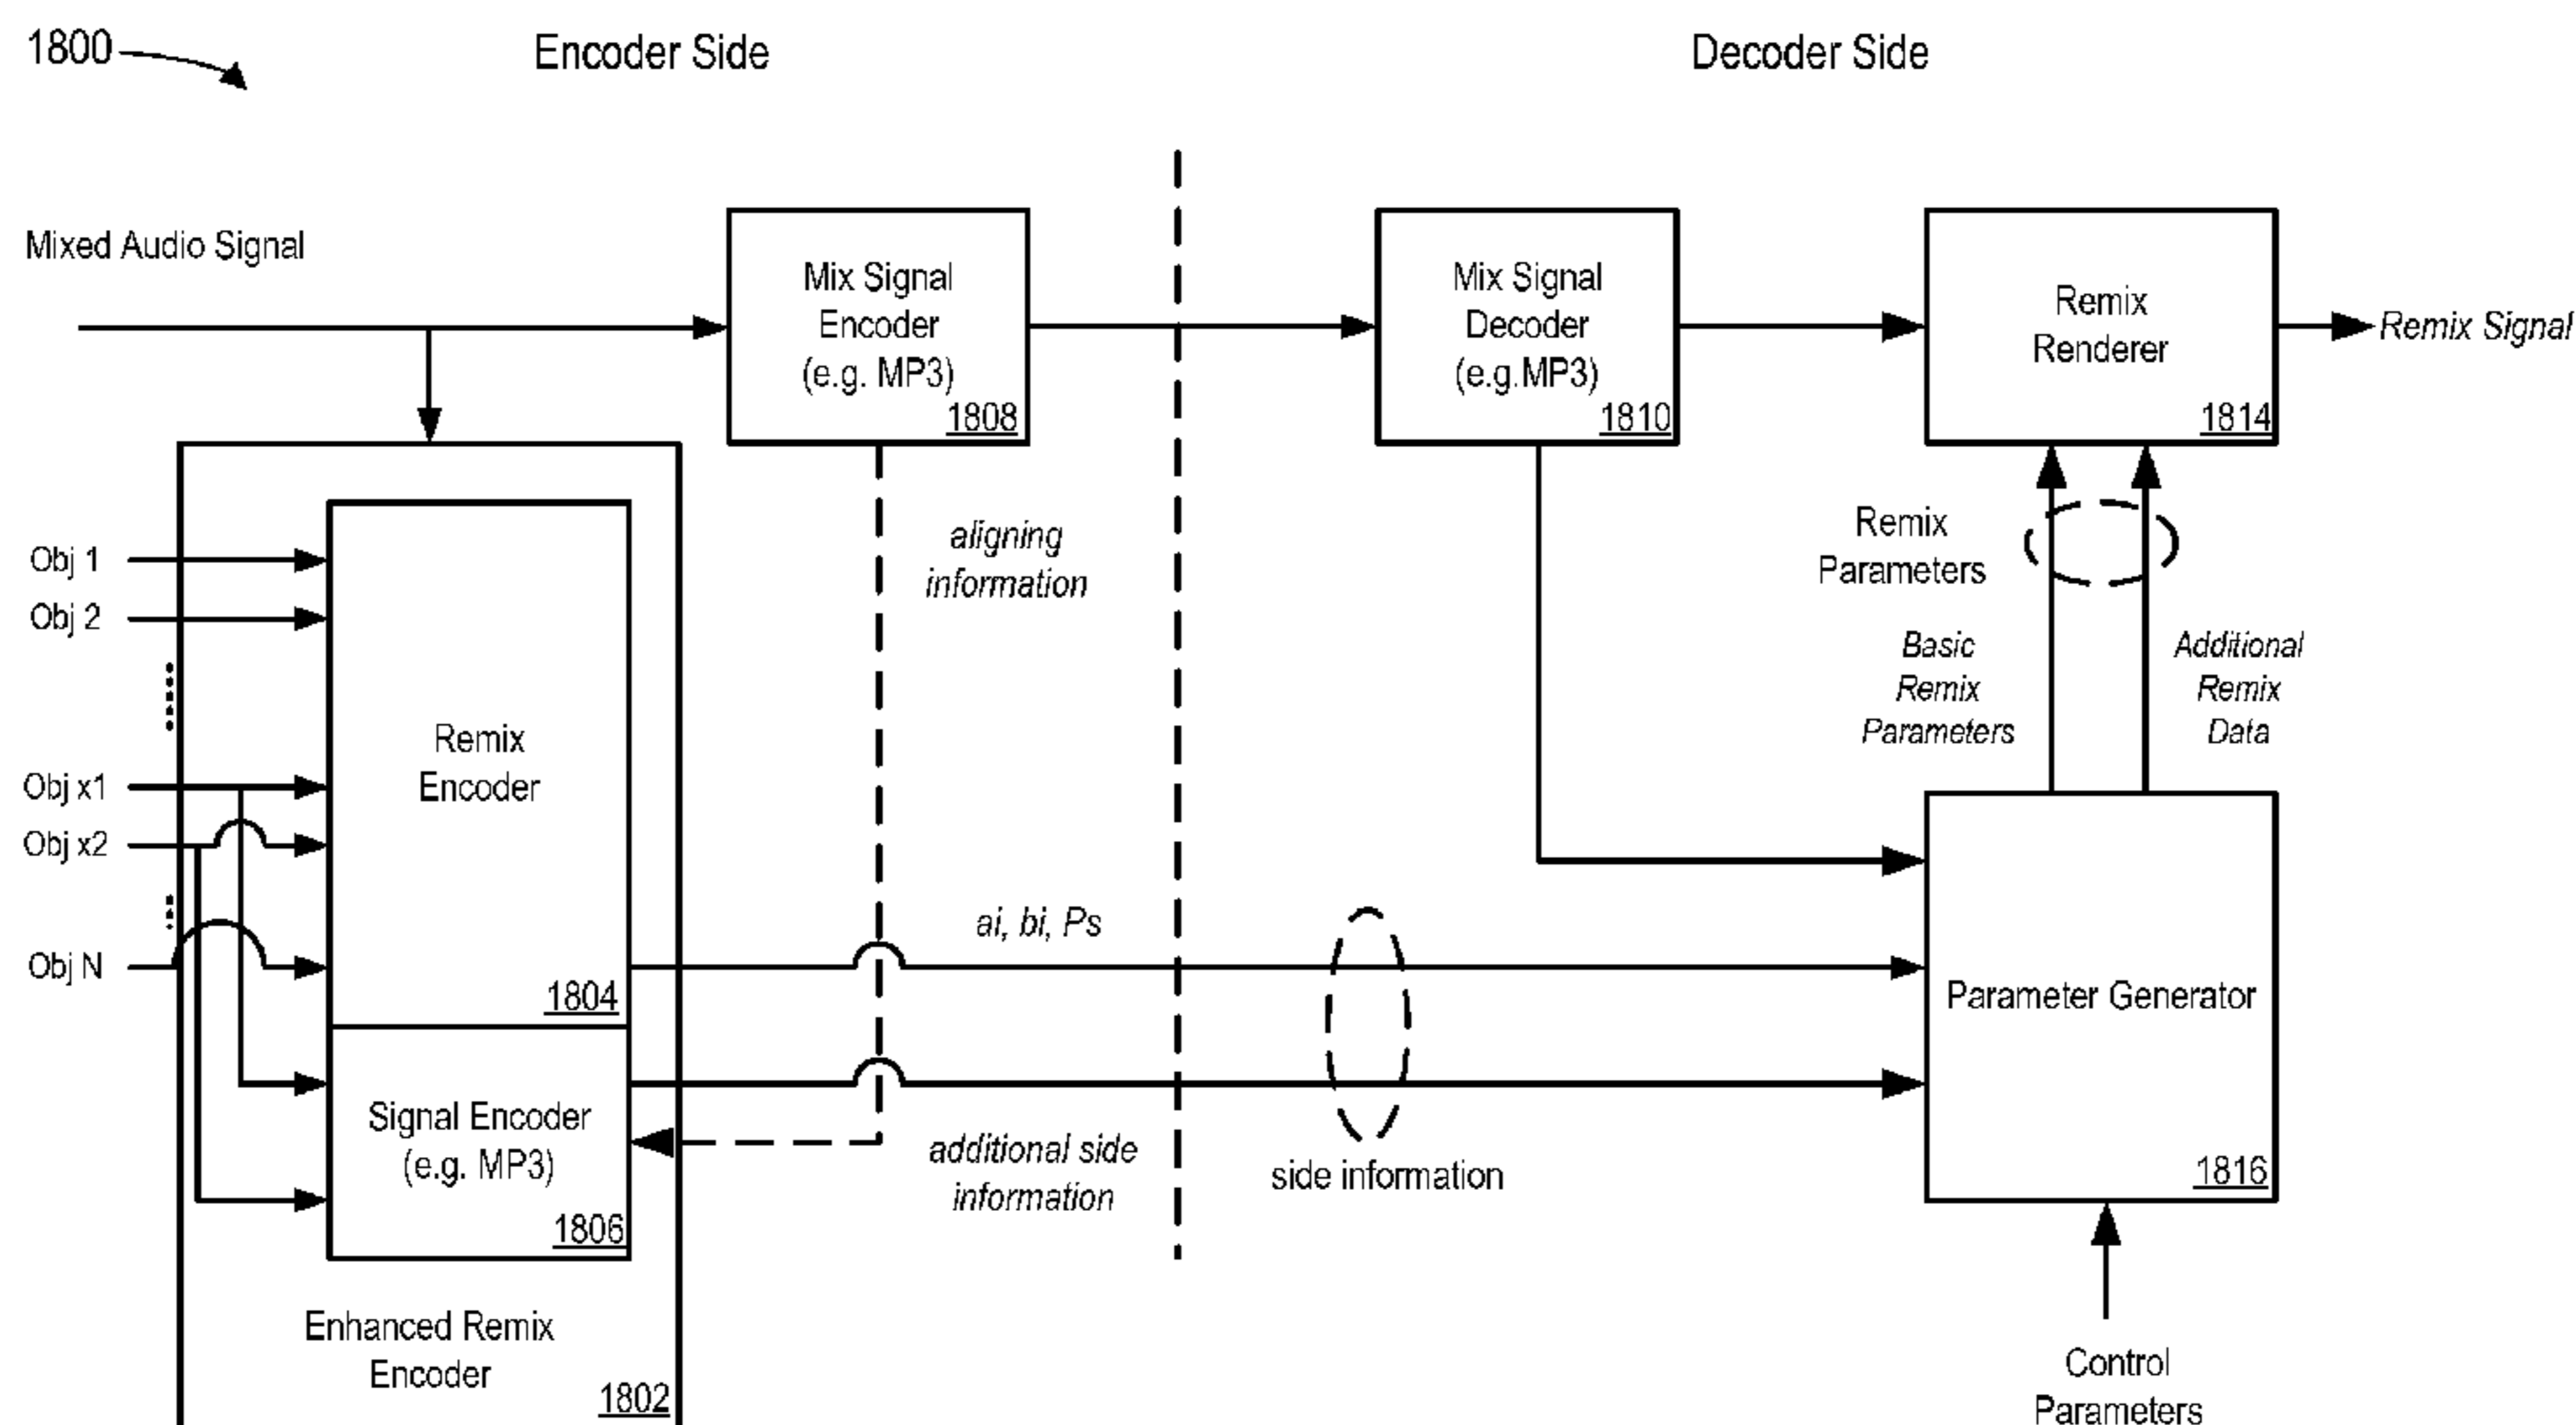 1800
Encoder Side
Decoder Side
Mixed Audio Signal
Mix Signal
Encoder
(e.g. MP3)
1808
Mix Signal
Decoder
(e.g.MP3)
1810
Remix
Renderer
1814
Remix Signal
Obj 1
Obj 2
Obj x1
Obj x2
Obj N
Remix
Encoder
1804
Signal Encoder
(e.g. MP3)
1806
Enhanced Remix
Encoder
1802
aligning
information
ai, bi, Ps
additional side
information
side information
Remix
Parameters
Basic
Remix
Parameters
Additional
Remix
Data
Parameter Generator
1816
Control
Parameters